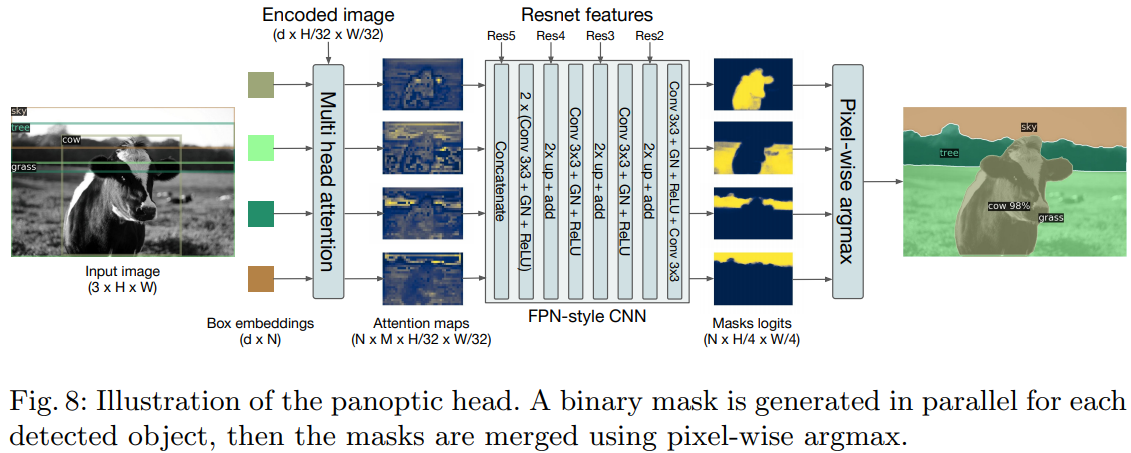 Encoded image
(d x H/32 x W/32)
Resnet features
Res5
Res4
Res3
Res2
sky
tree
cow
grass
Input image
(3 x H x W)
Box embeddings
(d x N)
Multi head attention
Attention maps
(N x M x H/32 x W/32)
Concatenate
2 x (Conv 3x3 + GN + ReLU)
2x up + add
Conv 3x3 + GN + ReLU
2x up + add
Conv 3x3 + GN + ReLU
2x up + add
Conv 3x3 + GN + ReLU + Conv 3x3
FPN-style CNN
Masks logits
(N x H/4 x W/4)
Pixel-wise argmax
sky
tree
cow 98%
grass
Fig. 8: Illustration of the panoptic head. A binary mask is generated in parallel for each
detected object, then the masks are merged using pixel-wise argmax.